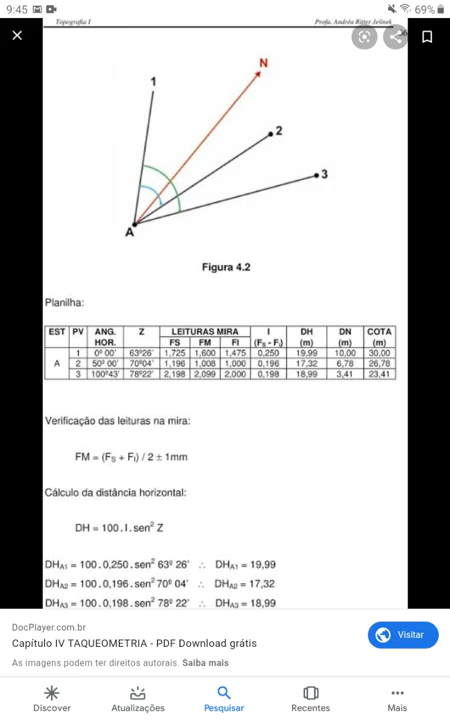 9:45 69%
Topografia I Profa. Andréa Ritter Jelinek
N
1
2
3
A
Figura 4.2
Planilha:
EST PV ANG. HOR. Z LEITURAS MIRA I DH DN COTA
FS FM FI (FS - FI) (m) (m) (m)
A 1 0º 00' 63º26' 1,725 1,600 1,475 0,250 19,99 10,00 30,00
2 50º 00' 70º04' 1,196 1,008 1,000 0,196 17,32 6,78 26,78
3 100º43' 78º22' 2,198 2,099 2,000 0,198 18,99 3,41 23,41
Verificação das leituras na mira:
FM = (FS + FI) / 2 ± 1mm
Cálculo da distância horizontal:
DH = 100 . I . sen² Z
DHA1 = 100 . 0,250 . sen² 63º 26' ∴ DHA1 = 19,99
DHA2 = 100 . 0,196 . sen² 70º 04' ∴ DHA2 = 17,32
DHA3 = 100 . 0,198 . sen² 78º 22' ∴ DHA3 = 18,99
DocPlayer.com.br
Capítulo IV TAQUEOMETRIA - PDF Download grátis
Visitar
As imagens podem ter direitos autorais. Saiba mais
Discover Atualizações Pesquisar Recentes Mais